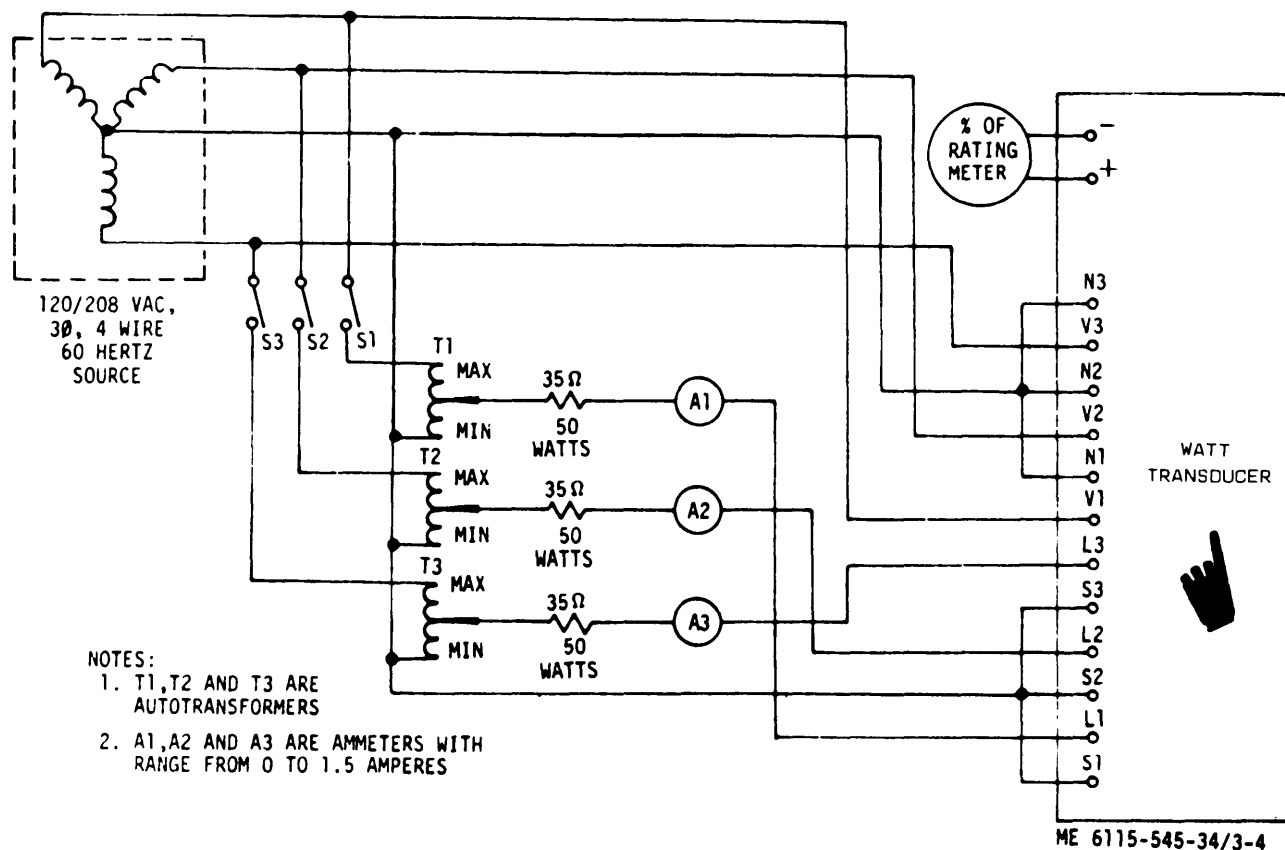 % OF
RATING
METER
-
+
120/208 VAC,
3Ø, 4 WIRE
60 HERTZ
SOURCE
S3
S2
S1
T1
MAX
MIN
35Ω
50
WATTS
A1
T2
MAX
MIN
35Ω
50
WATTS
A2
T3
MAX
MIN
35Ω
50
WATTS
A3
N3
V3
N2
V2
N1
V1
L3
S3
L2
S2
L1
S1
WATT
TRANSDUCER
NOTES:
1. T1,T2 AND T3 ARE
AUTOTRANSFORMERS
2. A1,A2 AND A3 ARE AMMETERS WITH
RANGE FROM 0 TO 1.5 AMPERES
ME 6115-545-34/3-4